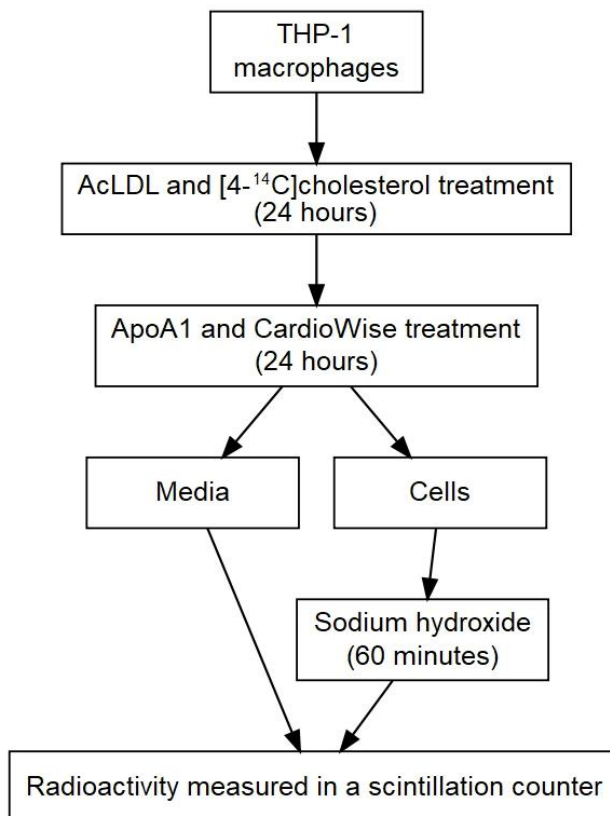 THP-1
macrophages
AcLDL and [4-¹⁴C]cholesterol treatment
(24 hours)
ApoA1 and CardioWise treatment
(24 hours)
Media
Cells
Sodium hydroxide
(60 minutes)
Radioactivity measured in a scintillation counter